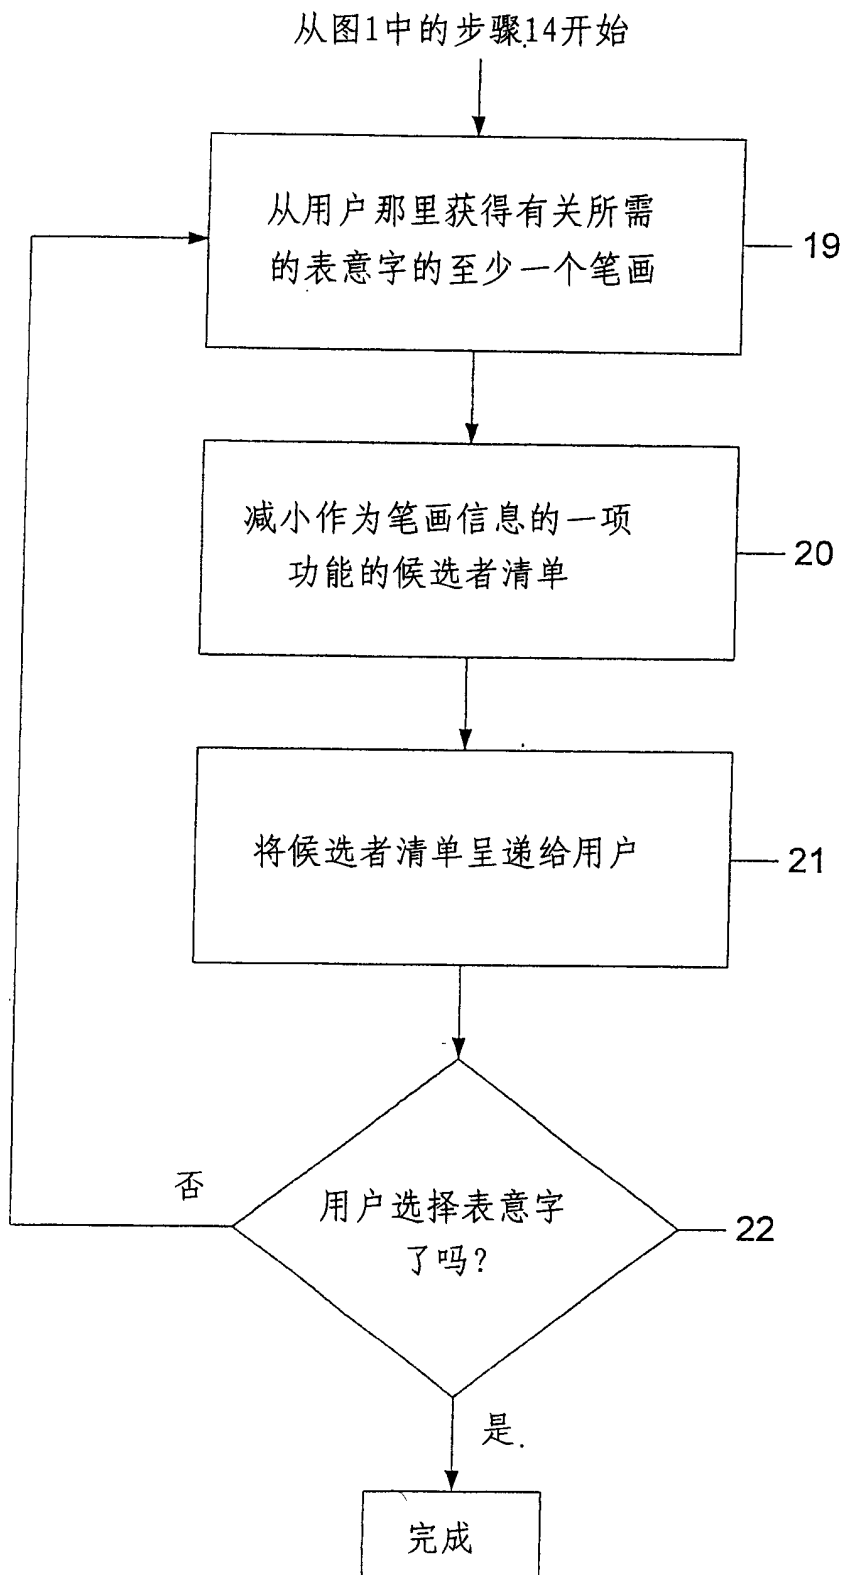 从图1中的步骤14开始
从用户那里获得有关所需
的表意字的至少一个笔画
19
减小作为笔画信息的一项
功能的候选者清单
20
将候选者清单呈递给用户
21
否
用户选择表意字
了吗?
22
是
完成